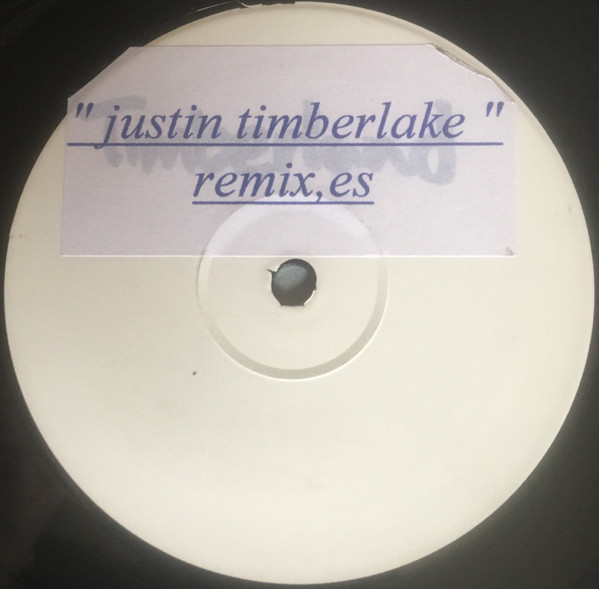 " justin timberlake "
remix,es